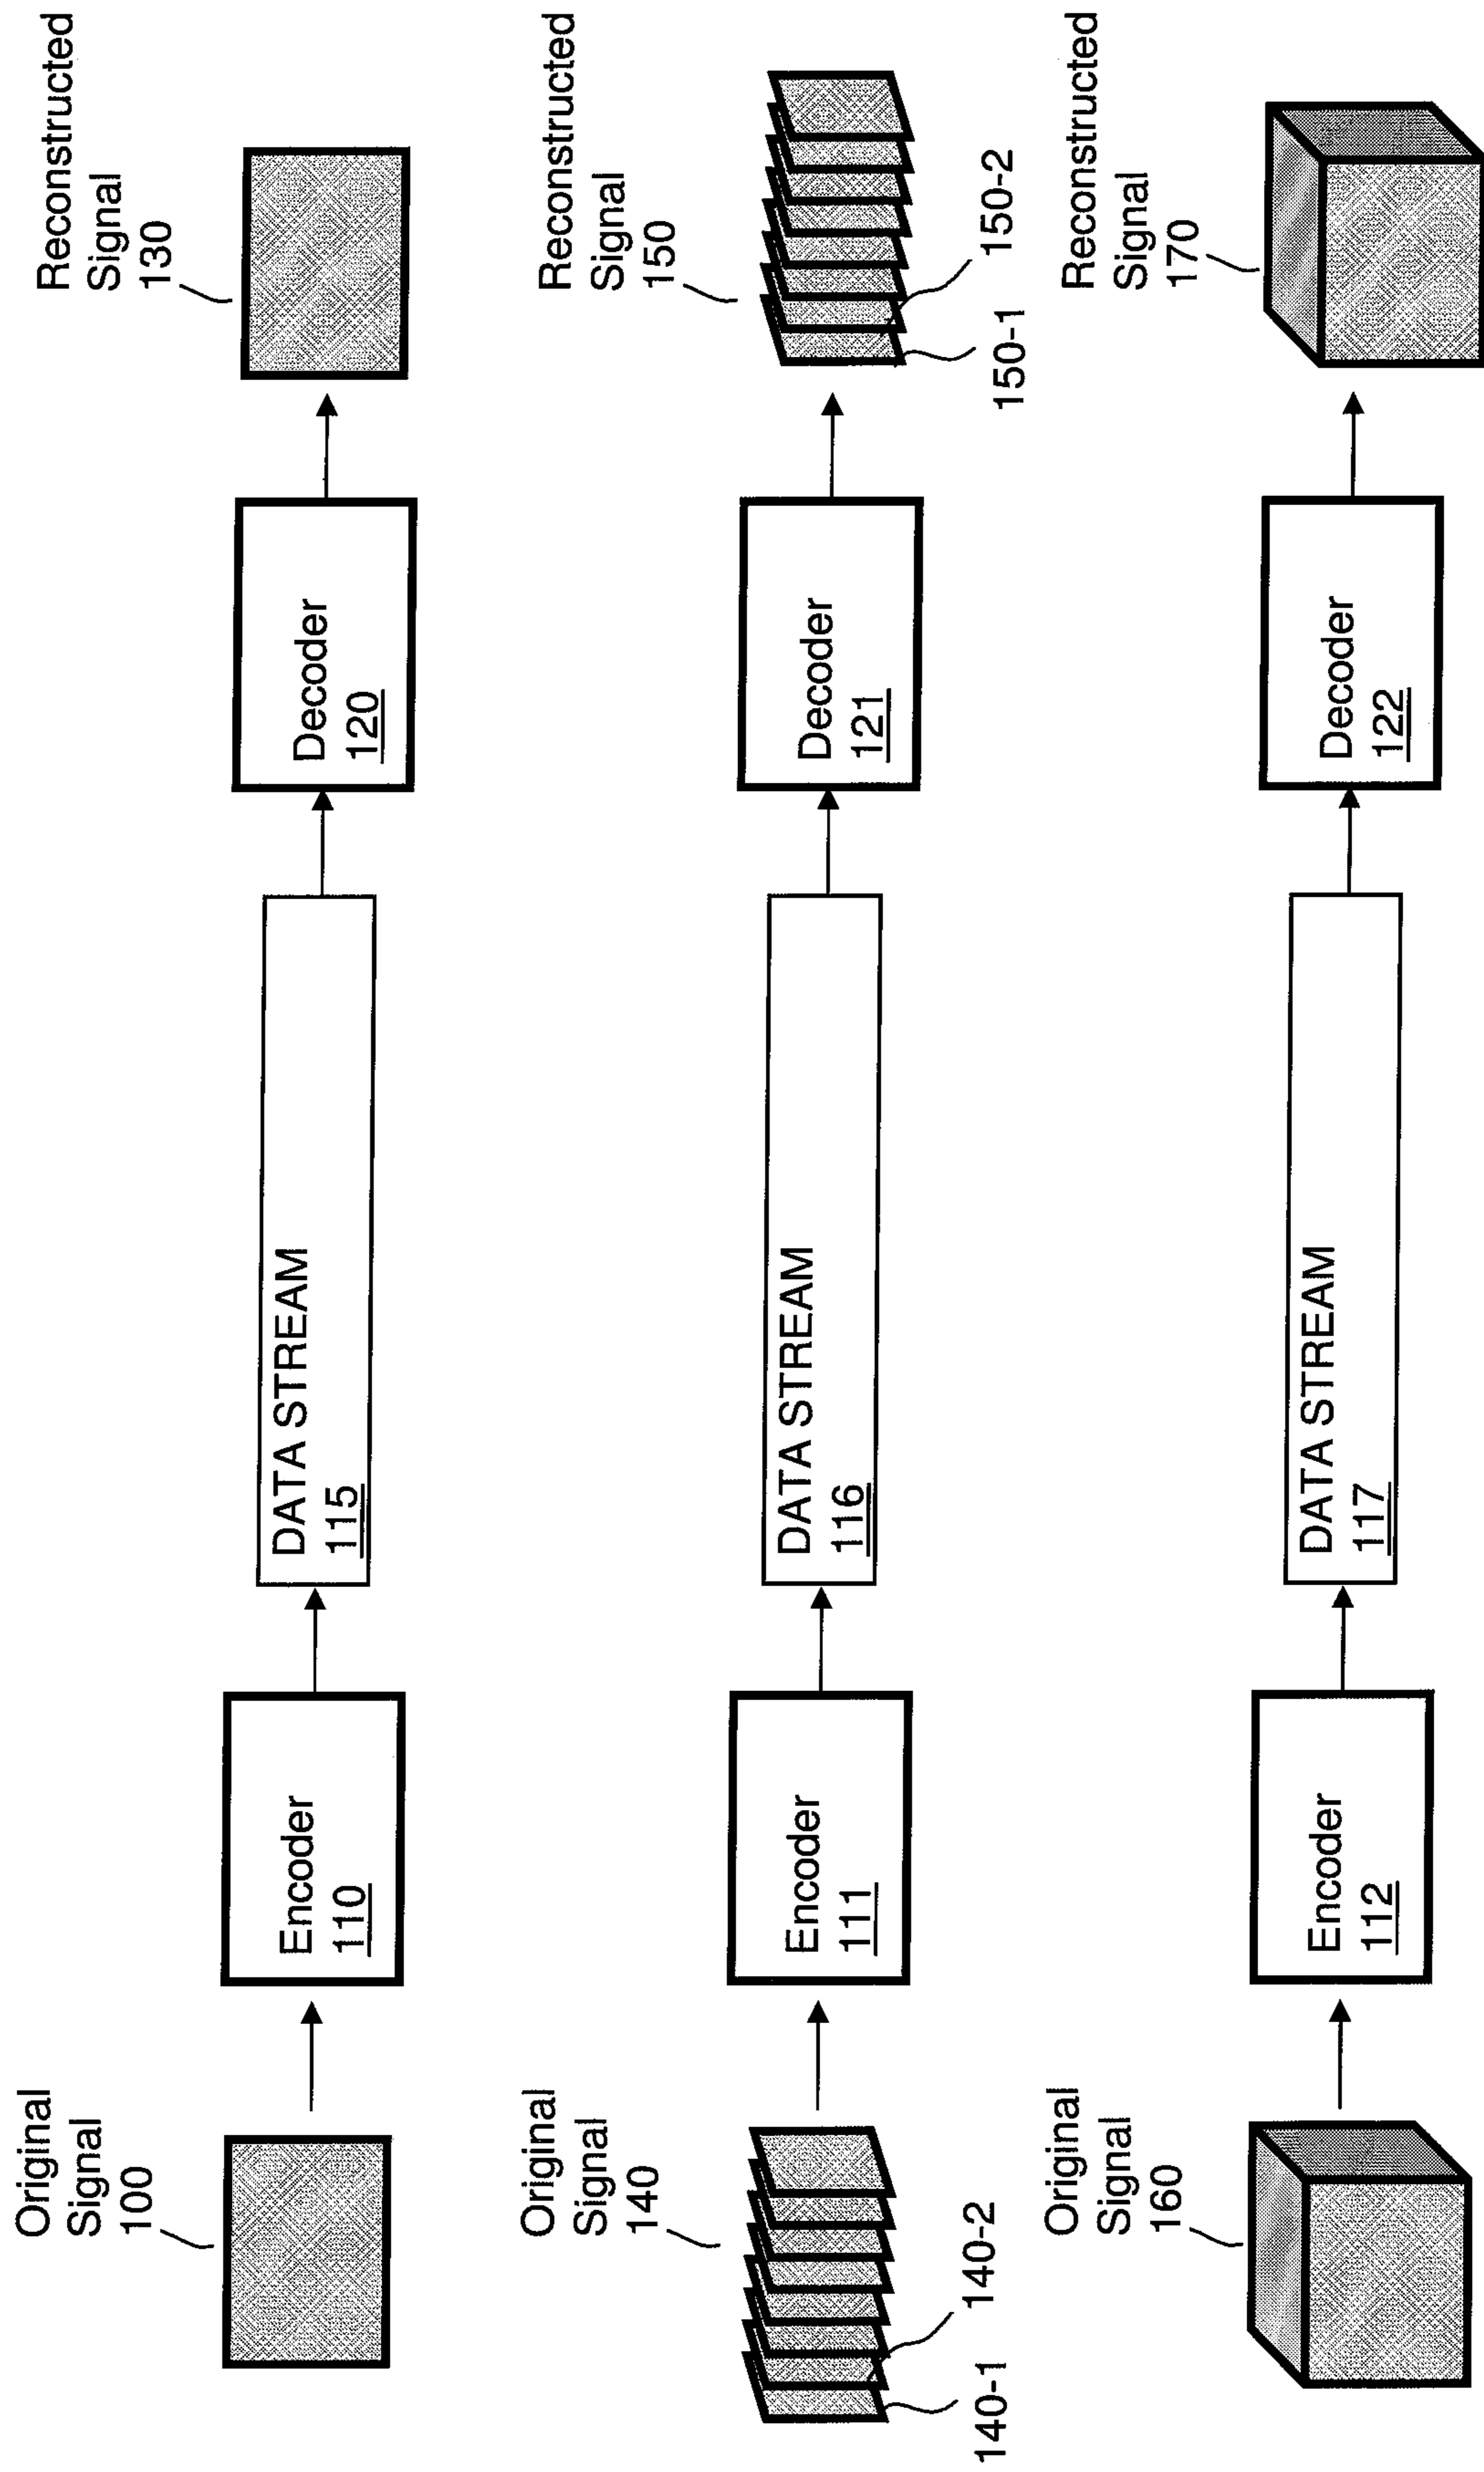 Original
Signal
100
Encoder
110
DATA STREAM
115
Decoder
120
Reconstructed
Signal
130
Original
Signal
140
140-1
140-2
Encoder
111
DATA STREAM
116
Decoder
121
Reconstructed
Signal
150
150-1
150-2
Original
Signal
160
Encoder
112
DATA STREAM
117
Decoder
122
Reconstructed
Signal
170